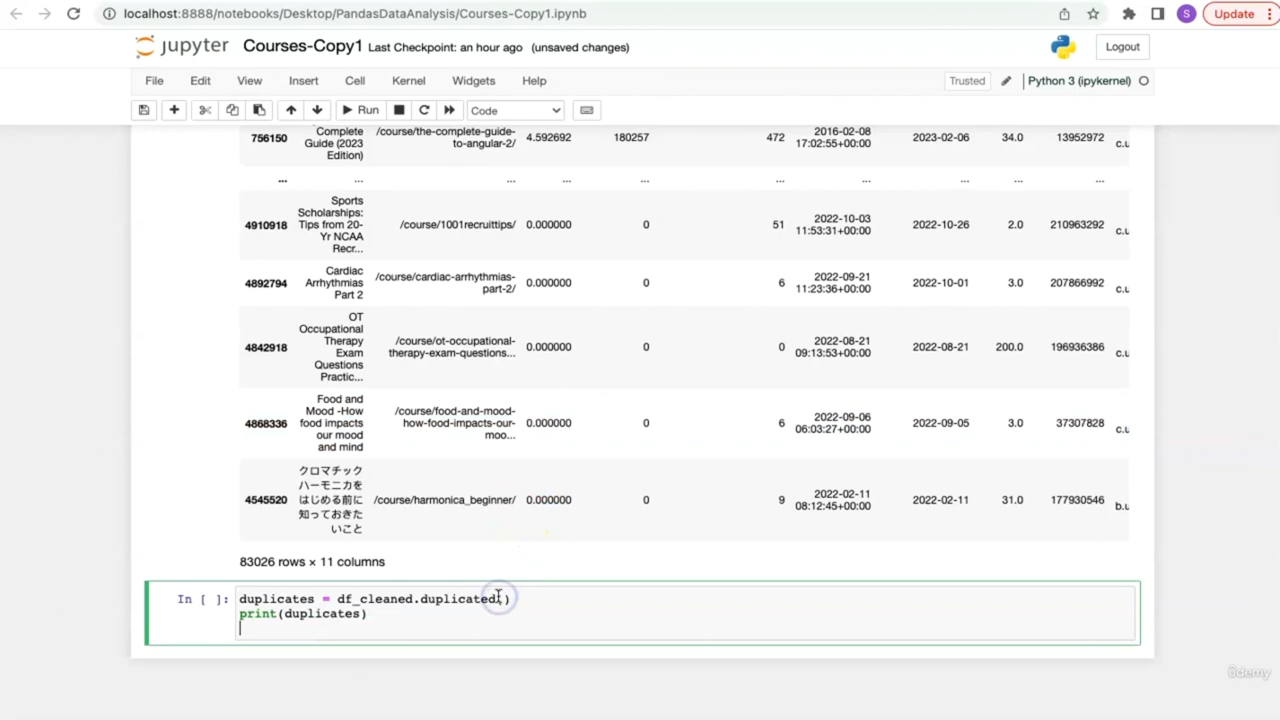 localhost:8888/notebooks/Desktop/PandasDataAnalysis/Courses-Copy1.ipynb
S
Update
jupyter Courses-Copy1 Last Checkpoint: an hour ago (unsaved changes)
Logout
File Edit View Insert Cell Kernel Widgets Help
Trusted
Python 3 (ipykernel)
Run
Code
756150 Complete Guide (2023 Edition) /course/the-complete-guide-to-angular-2/ 4.592692 180257 472 2016-02-08 17:02:55+00:00 2023-02-06 34.0 13952972 c.u
... ... ... ... ... ... ... ... ... ...
4910918 Sports Scholarships: Tips from 20-Yr NCAA Recr... /course/1001recruittips/ 0.000000 0 51 2022-10-03 11:53:31+00:00 2022-10-26 2.0 210963292 c.u
4892794 Cardiac Arrhythmias Part 2 /course/cardiac-arrhythmias-part-2/ 0.000000 0 6 2022-09-21 11:23:36+00:00 2022-10-01 3.0 207866992 c.u
4842918 OT Occupational Therapy Exam Questions Practic... /course/ot-occupational-therapy-exam-questions... 0.000000 0 0 2022-08-21 09:13:53+00:00 2022-08-21 200.0 196936386 c.u
4868336 Food and Mood -How food impacts our mood and mind /course/food-and-mood-how-food-impacts-our-moo... 0.000000 0 6 2022-09-06 06:03:27+00:00 2022-09-05 3.0 37307828 c.u
4545520 クロマチックハーモニカをはじめる前に知っておきたいこと /course/harmonica_beginner/ 0.000000 0 9 2022-02-11 08:12:45+00:00 2022-02-11 31.0 177930546 b.u
83026 rows × 11 columns
In [ ]: duplicates = df_cleaned.duplicated()
print(duplicates)
ûdemy